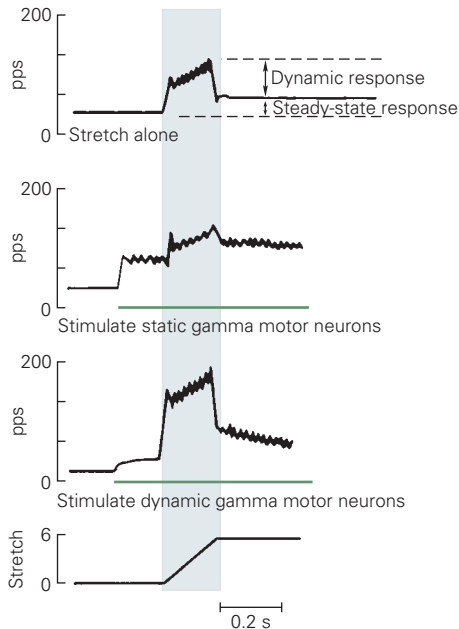 200
pps
Dynamic response
Steady-state response
0
Stretch alone
200
pps
0
Stimulate static gamma motor neurons
200
pps
0
Stimulate dynamic gamma motor neurons
6
Stretch
0
0.2 s